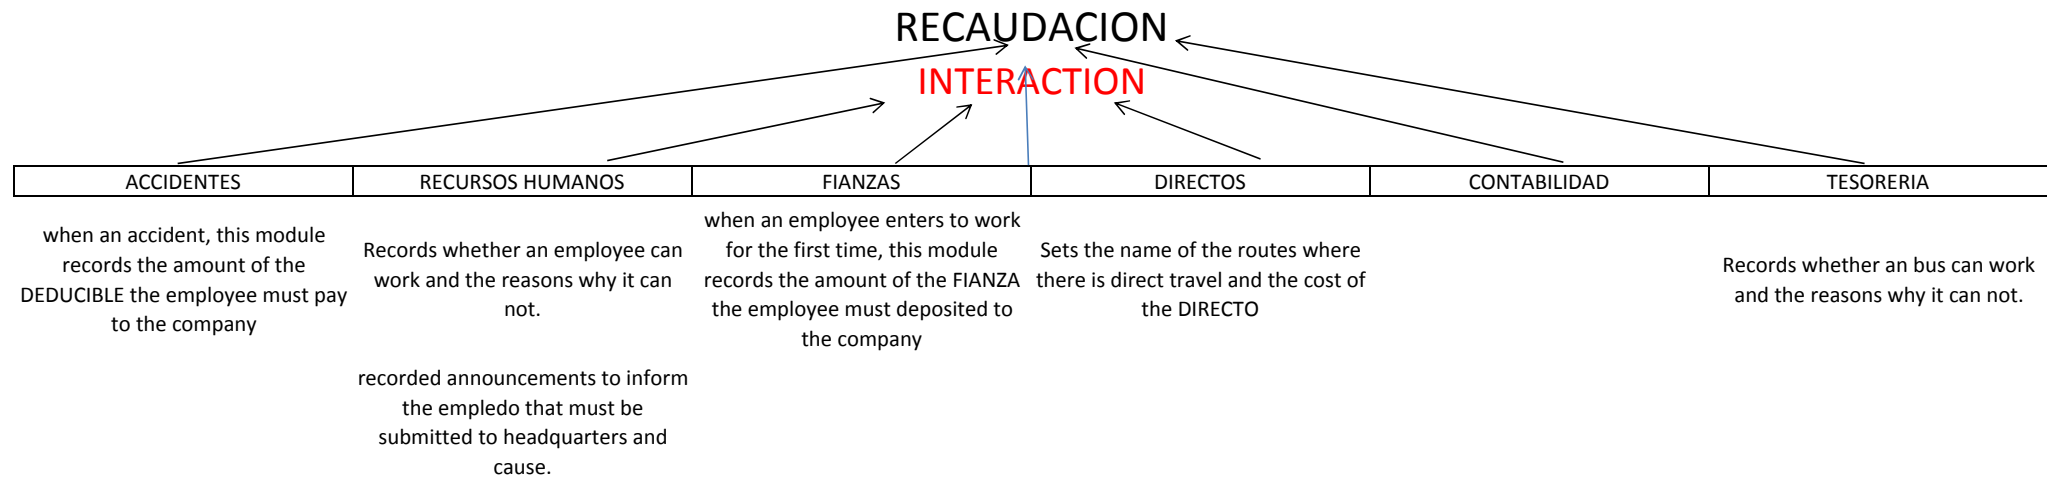 RECAUDACION
INTERACTION
ACCIDENTES
RECURSOS HUMANOS
FIANZAS
DIRECTOS
CONTABILIDAD
TESORERIA
when an accident, this module
records the amount of the
DEDUCIBLE the employee must pay
to the company
Records whether an employee can
work and the reasons why it can
not.
recorded announcements to inform
the empledo that must be
submitted to headquarters and
cause.
when an employee enters to work
for the first time, this module
records the amount of the FIANZA
the employee must deposited to
the company
Sets the name of the routes where
there is direct travel and the cost of
the DIRECTO
Records whether an bus can work
and the reasons why it can not.